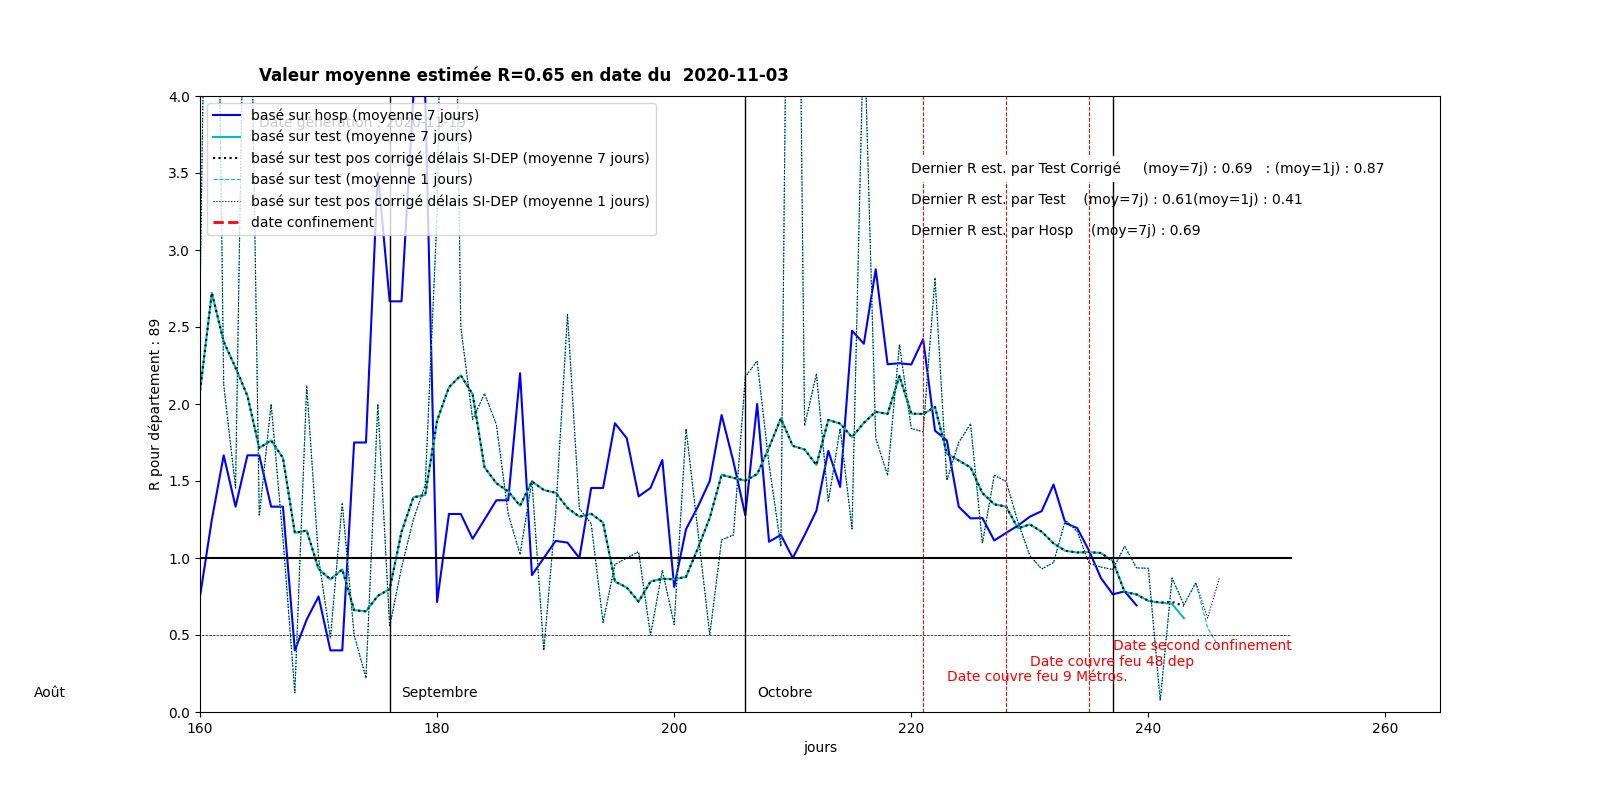 Valeur moyenne estimée R=0.65 en date du  2020-11-03
basé sur hosp (moyenne 7 jours)
Date génération : 2020-11-13
basé sur test (moyenne 7 jours)
basé sur test pos corrigé délais SI-DEP (moyenne 7 jours)
basé sur test (moyenne 1 jours)
basé sur test pos corrigé délais SI-DEP (moyenne 1 jours)
date confinement
Dernier R est. par Test Corrigé     (moy=7j) : 0.69   : (moy=1j) : 0.87
Dernier R est. par Test    (moy=7j) : 0.61(moy=1j) : 0.41
Dernier R est. par Hosp    (moy=7j) : 0.69
4.0
3.5
3.0
2.5
2.0
1.5
1.0
0.5
0.0
R pour département : 89
Date second confinement
Date couvre feu 48 dep
Date couvre feu 9 Métros.
Août
Septembre
Octobre
160 180 200 220 240 260
jours